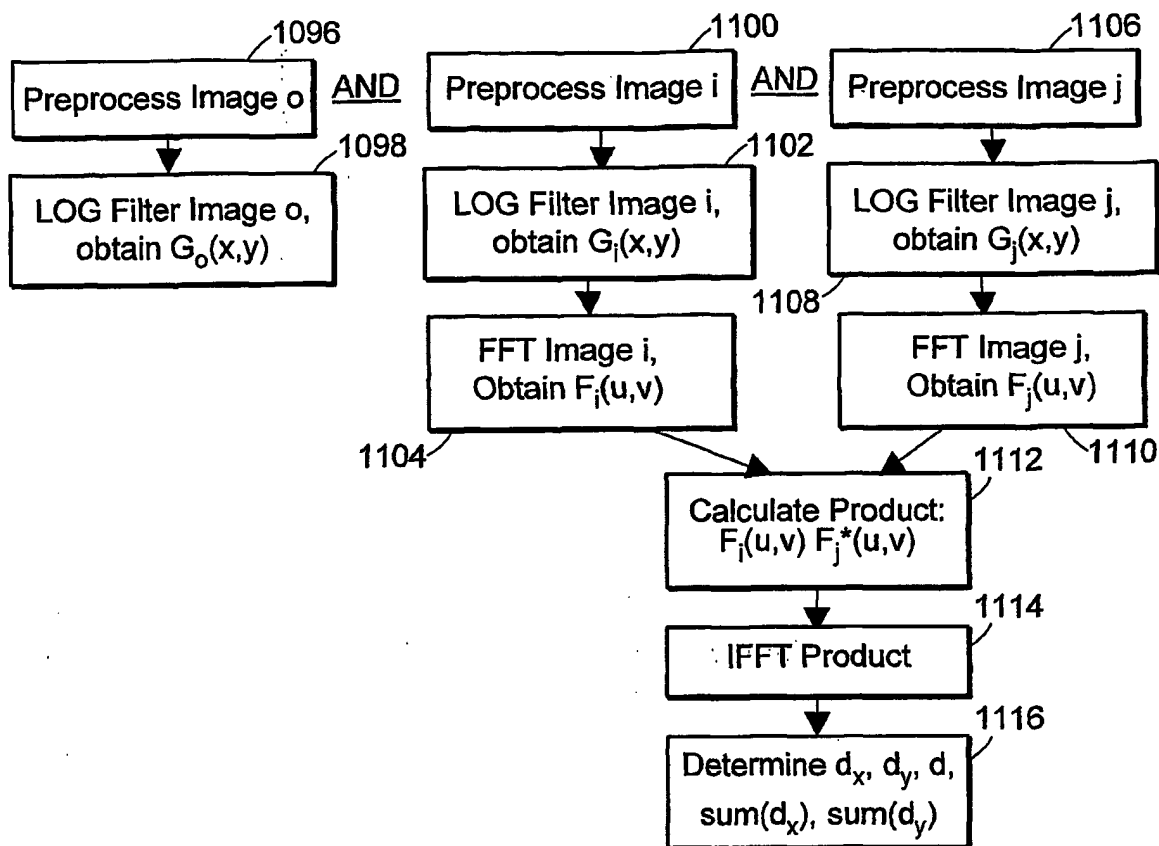 1096
1100
1106
Preprocess Image o
AND
Preprocess Image i
AND
Preprocess Image j
1098
1102
LOG Filter Image o,
obtain Gₒ(x,y)
LOG Filter Image i,
obtain Gᵢ(x,y)
LOG Filter Image j,
obtain Gⱼ(x,y)
1108
FFT Image i,
Obtain Fᵢ(u,v)
FFT Image j,
Obtain Fⱼ(u,v)
1104
1110
1112
Calculate Product:
Fᵢ(u,v) Fⱼ*(u,v)
1114
IFFT Product
1116
Determine dₓ, d_y, d,
sum(dₓ), sum(d_y)